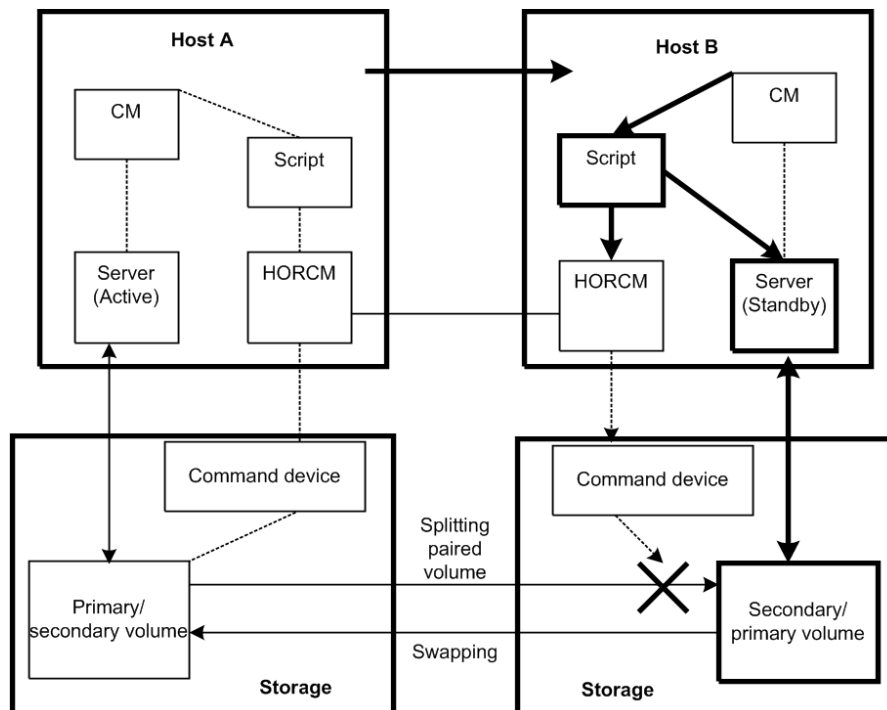 Host A
CM
Script
Server
(Active)
HORCM
Host B
CM
Script
HORCM
Server
(Standby)
Command device
Primary/
secondary volume
Storage
Splitting
paired
volume
Swapping
Command device
Secondary/
primary volume
Storage